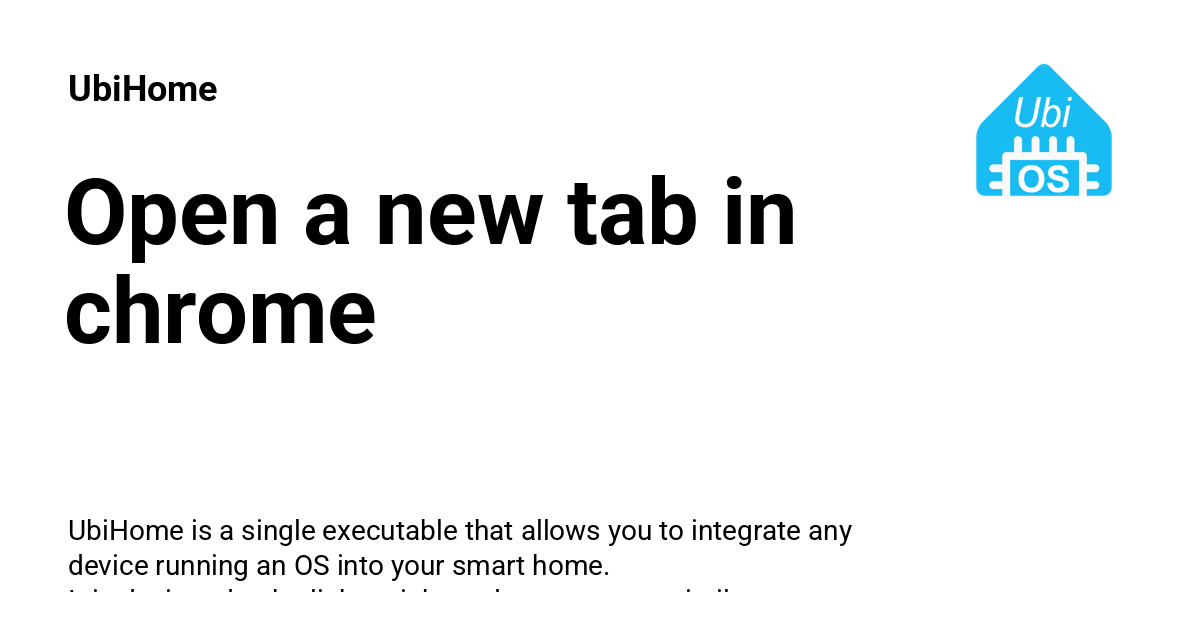 UbiHome
Ubi
OS
Open a new tab in
chrome
UbiHome is a single executable that allows you to integrate any
device running an OS into your smart home.